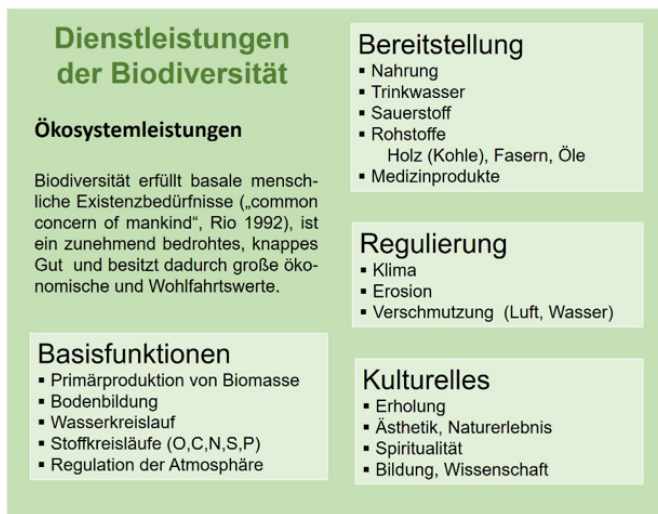 Dienstleistungen
der Biodiversität
Ökosystemleistungen
Biodiversität erfüllt basale mensch-
liche Existenzbedürfnisse („common
concern of mankind“, Rio 1992), ist
ein zunehmend bedrohtes, knappes
Gut und besitzt dadurch große öko-
nomische und Wohlfahrtswerte.
Basisfunktionen
▪ Primärproduktion von Biomasse
▪ Bodenbildung
▪ Wasserkreislauf
▪ Stoffkreisläufe (O,C,N,S,P)
▪ Regulation der Atmosphäre
Bereitstellung
▪ Nahrung
▪ Trinkwasser
▪ Sauerstoff
▪ Rohstoffe
Holz (Kohle), Fasern, Öle
▪ Medizinprodukte
Regulierung
▪ Klima
▪ Erosion
▪ Verschmutzung (Luft, Wasser)
Kulturelles
▪ Erholung
▪ Ästhetik, Naturerlebnis
▪ Spiritualität
▪ Bildung, Wissenschaft